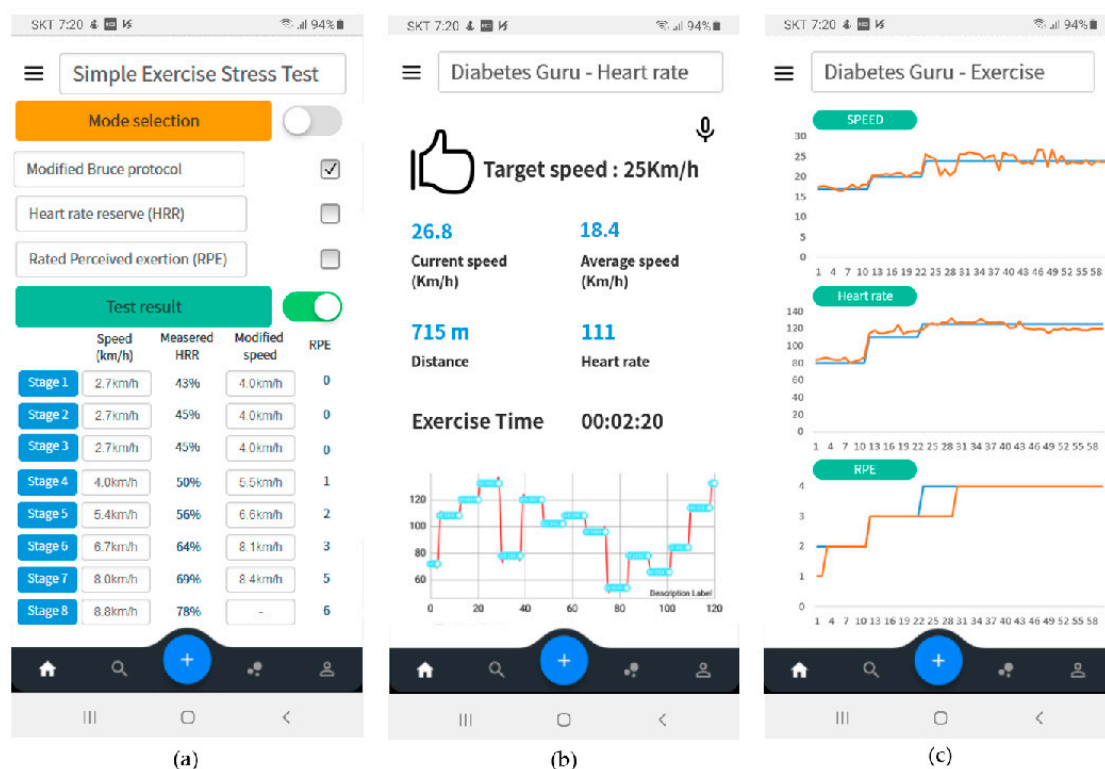 SKT 7:20 94%
Simple Exercise Stress Test
Mode selection
Modified Bruce protocol
Heart rate reserve (HRR)
Rated Perceived exertion (RPE)
Test result
Speed (km/h) Measered HRR Modified speed RPE
Stage 1 2.7km/h 43% 4.0km/h 0
Stage 2 2.7km/h 45% 4.0km/h 0
Stage 3 2.7km/h 45% 4.0km/h 0
Stage 4 4.0km/h 50% 5.5km/h 1
Stage 5 5.4km/h 56% 6.6km/h 2
Stage 6 6.7km/h 64% 8.1km/h 3
Stage 7 8.0km/h 69% 8.4km/h 5
Stage 8 8.8km/h 78% - 6
(a)
SKT 7:20 94%
Diabetes Guru - Heart rate
Target speed : 25Km/h
26.8 18.4
Current speed Average speed
(Km/h) (Km/h)
715 m 111
Distance Heart rate
Exercise Time 00:02:20
120
100
80
60
Description Label
0 20 40 60 80 100 120
(b)
SKT 7:20 94%
Diabetes Guru - Exercise
SPEED
30
25
20
15
10
5
0
1 4 7 10 13 16 19 22 25 28 31 34 37 40 43 46 49 52 55 58
Heart rate
140
120
100
80
60
40
20
0
1 4 7 10 13 16 19 22 25 28 31 34 37 40 43 46 49 52 55 58
RPE
4
3
2
1
0
1 4 7 10 13 16 19 22 25 28 31 34 37 40 43 46 49 52 55 58
(c)